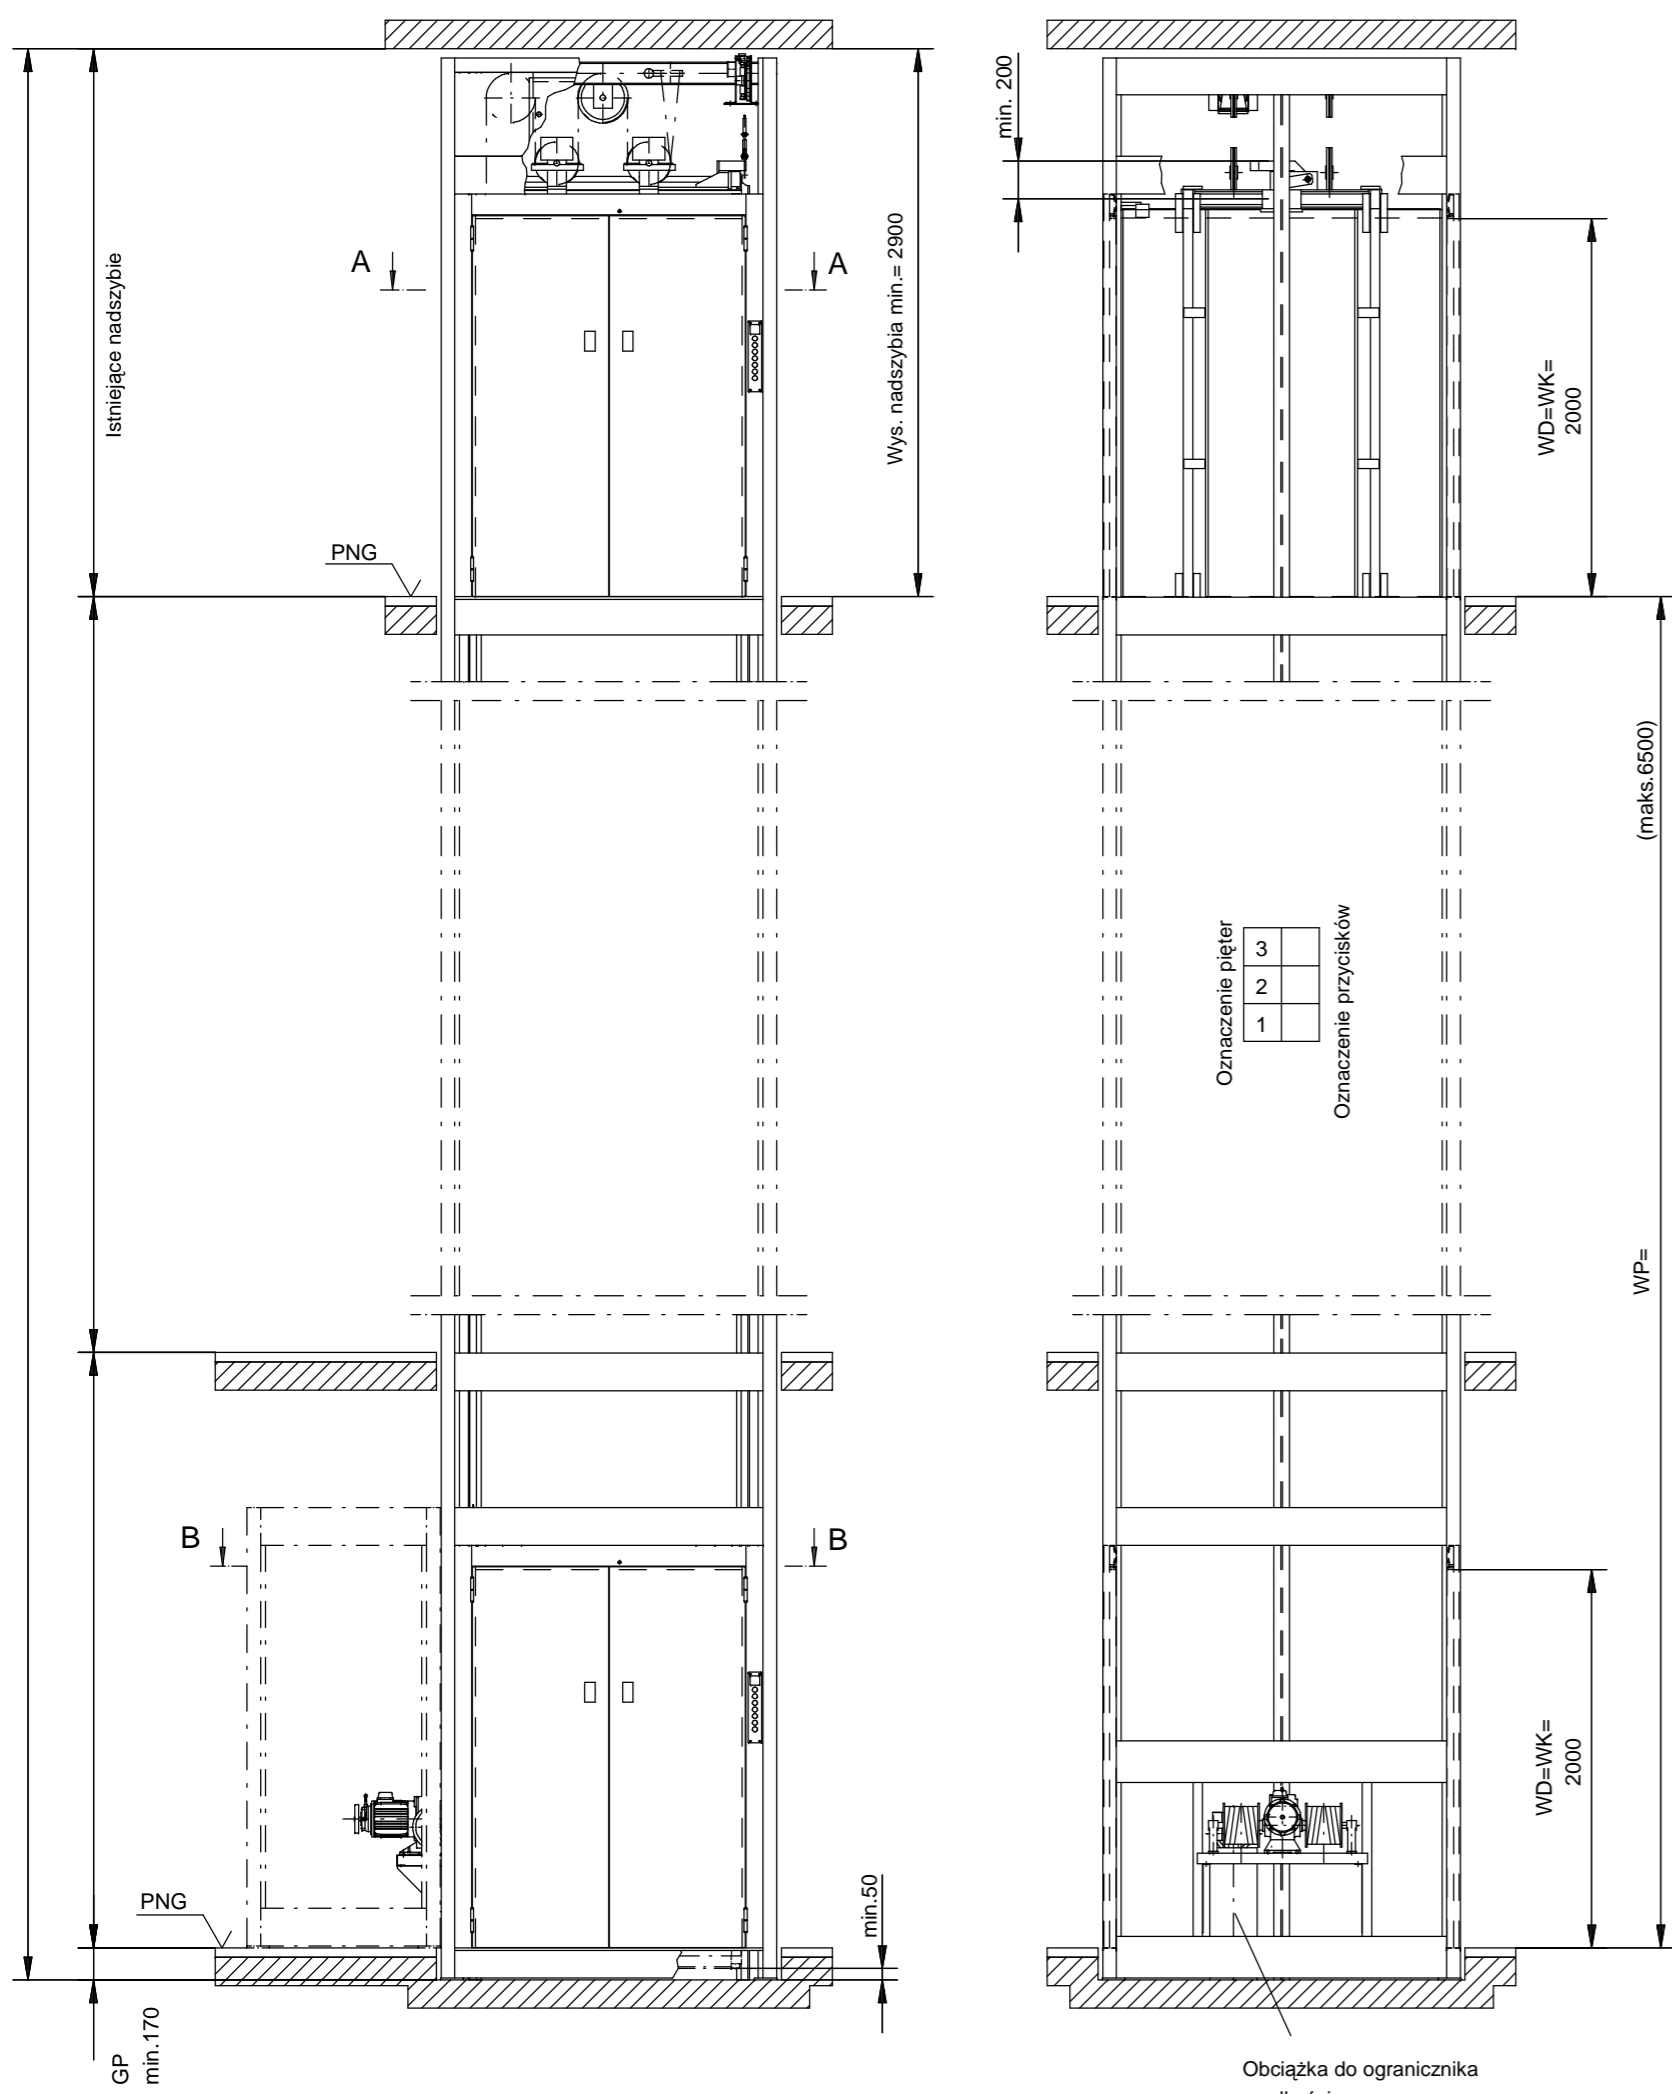 min. 200
Istniejące nadszybie
A
A
Wys. nadszybia min.= 2900
WD=WK=
2000
PNG
(maks.6500)
Oznaczenie pięter
3
2
1
Oznaczenie przycisków
WP=
B
B
WD=WK=
2000
PNG
min.50
GP
min.170
Obciążka do ogranicznika